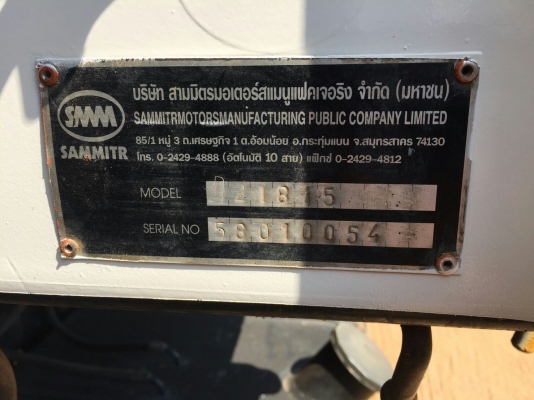 บริษัท สามมิตรมอเตอร์สแมนูแฟคเจอริง จำกัด (มหาชน)
SMM
SAMMITRMOTORSMANUFACTURING PUBLIC COMPANY LIMITED
85/1 หมู่ 3 ถ.เศรษฐกิจ 1 ต.อ้อมน้อย อ.กระทุ่มแบน จ.สมุทรสาคร 74130
SAMMITR
โทร. 0-2429-4888 (อัตโนมัติ 10 สาย) แฟ็กซ์ 0-2429-4812
MODEL
SERIAL NO 58010054